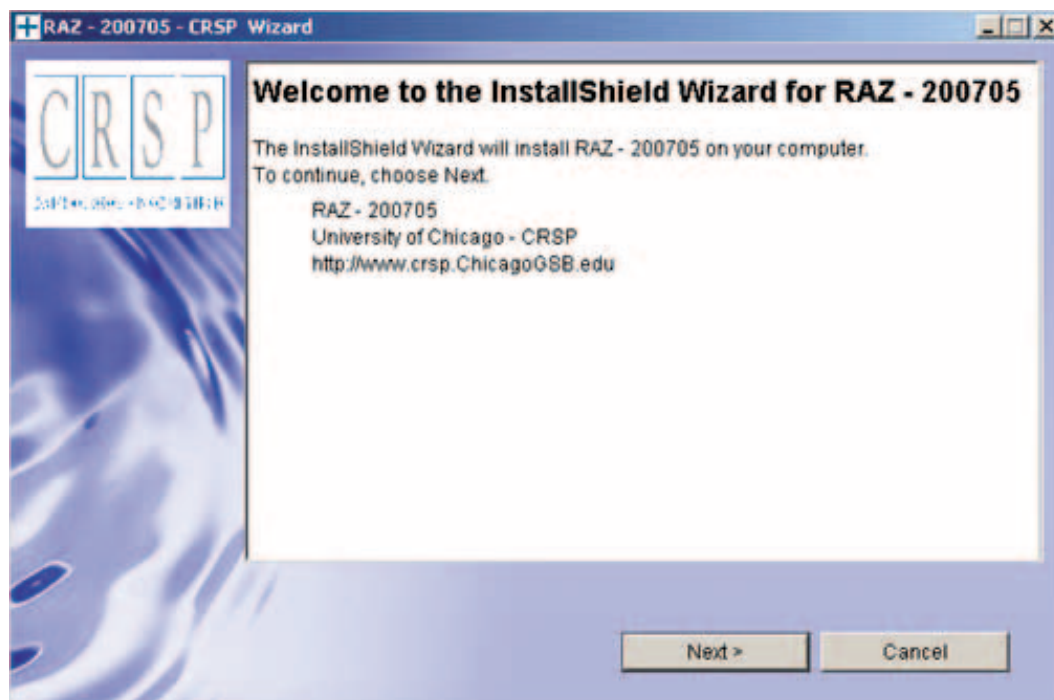 RAZ - 200705 - CRSP Wizard
CRSP
Welcome to the InstallShield Wizard for RAZ - 200705
The InstallShield Wizard will install RAZ - 200705 on your computer.
To continue, choose Next.
RAZ - 200705
University of Chicago - CRSP
http://www.crsp.ChicagoGSB.edu
Next >
Cancel